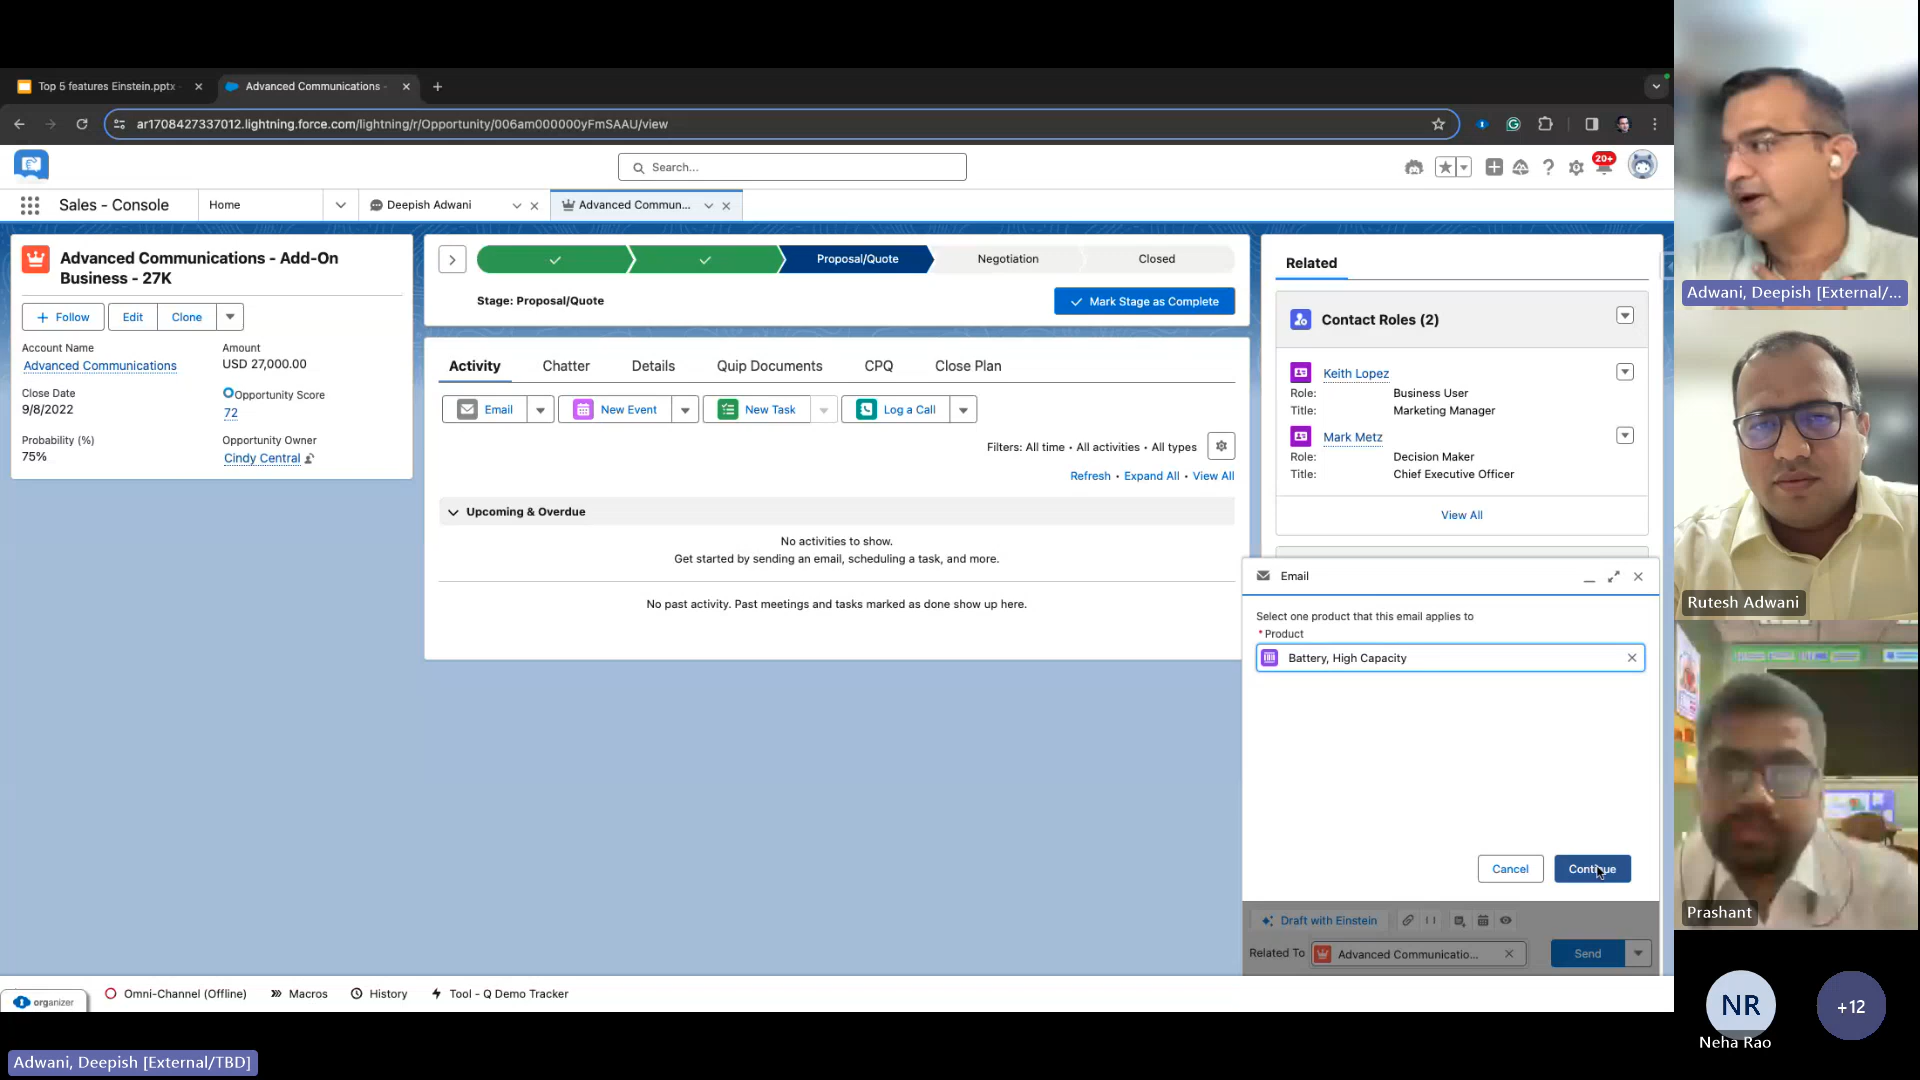 Top 5 features Einstein.pptx
Advanced Communications -
ar1708427337012.lightning.force.com/lightning/r/Opportunity/006am000000yFmSAAU/view
Search...
20+
Sales - Console
Home
Deepish Adwani
Advanced Commun...
Advanced Communications - Add-On
Business - 27K
Follow
Edit
Clone
Account Name
Advanced Communications
Amount
USD 27,000.00
Close Date
9/8/2022
Opportunity Score
72
Probability (%)
75%
Opportunity Owner
Cindy Central
Proposal/Quote
Negotiation
Closed
Stage: Proposal/Quote
Mark Stage as Complete
Activity
Chatter
Details
Quip Documents
CPQ
Close Plan
Email
New Event
New Task
Log a Call
Filters: All time • All activities • All types
Refresh • Expand All • View All
Upcoming & Overdue
No activities to show.
Get started by sending an email, scheduling a task, and more.
No past activity. Past meetings and tasks marked as done show up here.
Related
Contact Roles (2)
Keith Lopez
Role: Business User
Title: Marketing Manager
Mark Metz
Role: Decision Maker
Title: Chief Executive Officer
View All
Email
Select one product that this email applies to
* Product
Battery, High Capacity
Cancel
Continue
Draft with Einstein
Related To
Advanced Communicatio...
Send
organizer
Omni-Channel (Offline)
Macros
History
Tool - Q Demo Tracker
Adwani, Deepish [External/TBD]
Adwani, Deepish [External/...
Rutesh Adwani
Prashant
NR
Neha Rao
+12